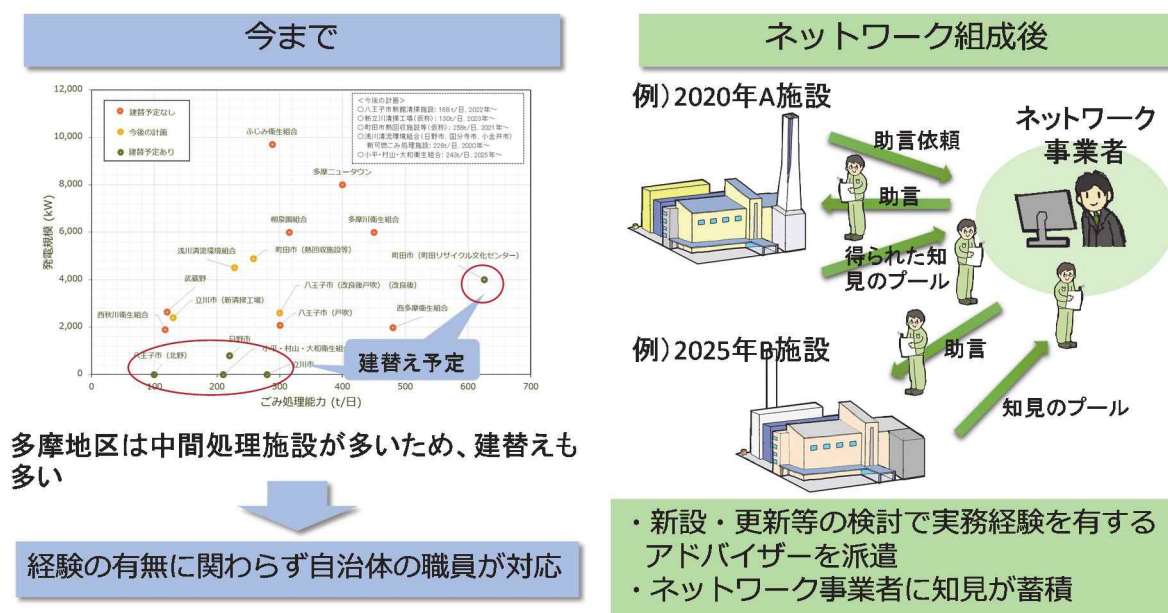 今まで
12,000
10,000
8,000
6,000
4,000
2,000
0
発電規模 (kW)
建替予定なし
今後の計画
建替予定あり
<今後の計画>
○八王子市新館清掃施設: 160t/日、2022年～
○新立川清掃工場(仮称): 130t/日、2023年～
○町田市熱回収施設等(仮称): 258t/日、2021年～
○浅川清流環境組合(日野市、国分寺市、小金井市)
新可燃ごみ処理施設: 228t/日、2020年～
○小平・村山・大和衛生組合: 240t/日、2025年～
ふじみ衛生組合
多摩ニュータウン
柳泉園組合
多摩川衛生組合
浅川清流環境組合
町田市（熱回収施設等）
町田市（町田リサイクル文化センター）
武蔵野
立川市（新清掃工場）
八王子市（改良後戸吹）（改良後）
西秋川衛生組合
八王子市（戸吹）
西多摩衛生組合
日野市
八王子市（北野）
小平・村山・大和衛生組合
立川市
建替え予定
0 100 200 300 400 500 600 700
ごみ処理能力 (t/日)
多摩地区は中間処理施設が多いため、建替えも
多い
経験の有無に関わらず自治体の職員が対応
ネットワーク組成後
例）2020年A施設
ネットワーク
事業者
助言依頼
助言
得られた知
見のプール
例）2025年B施設
助言
知見のプール
・新設・更新等の検討で実務経験を有する
アドバイザーを派遣
・ネットワーク事業者に知見が蓄積